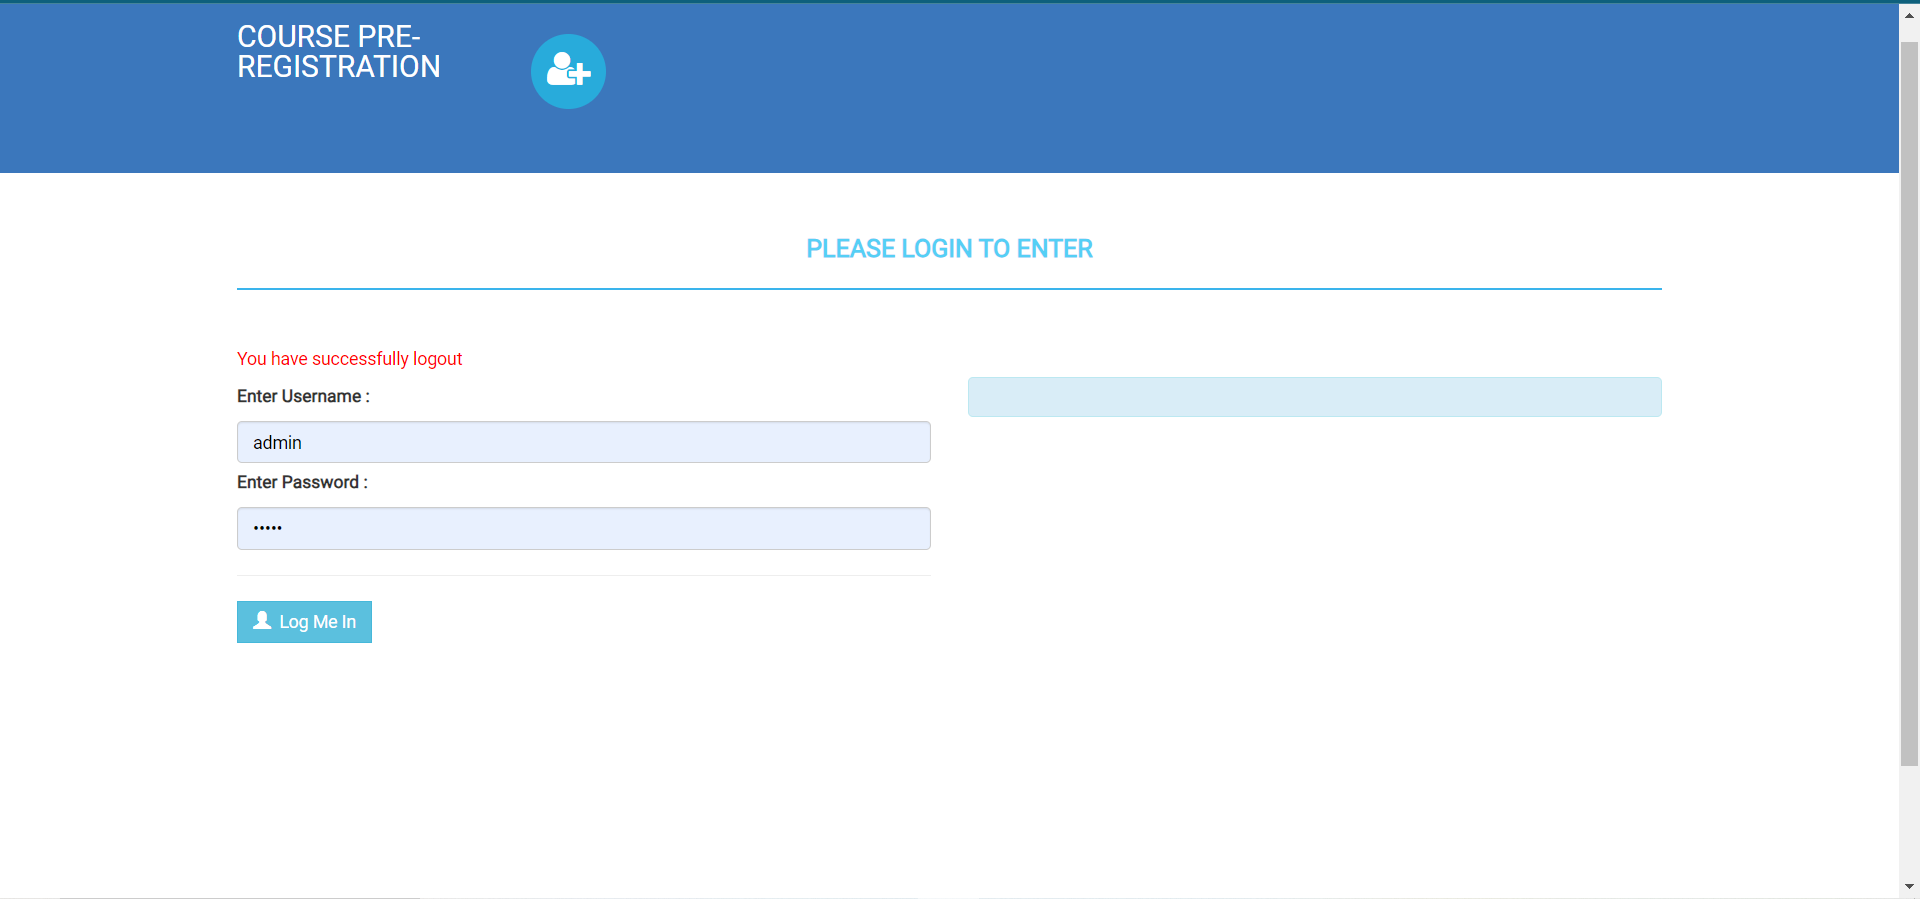 COURSE PRE-
REGISTRATION
PLEASE LOGIN TO ENTER
You have successfully logout
Enter Username :
admin
Enter Password :
•••••
Log Me In